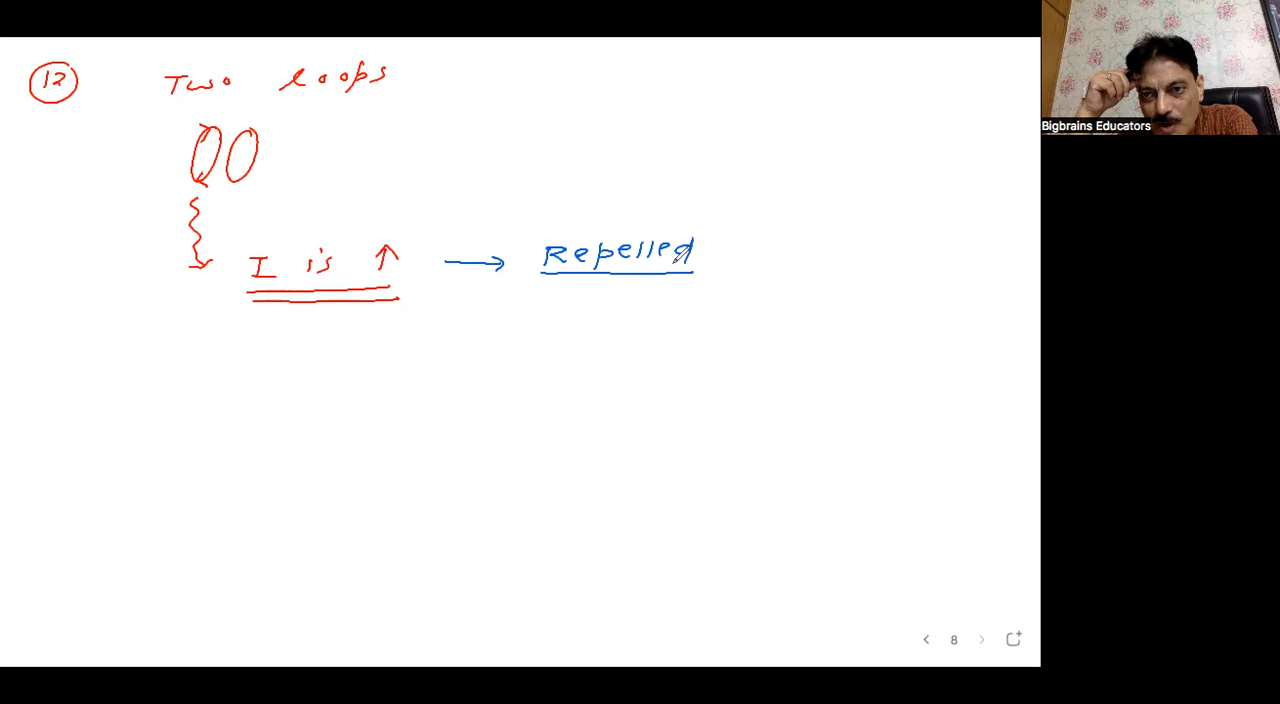 12 Two loops
I is ↑ → Repelled
Bigbrains Educators
8